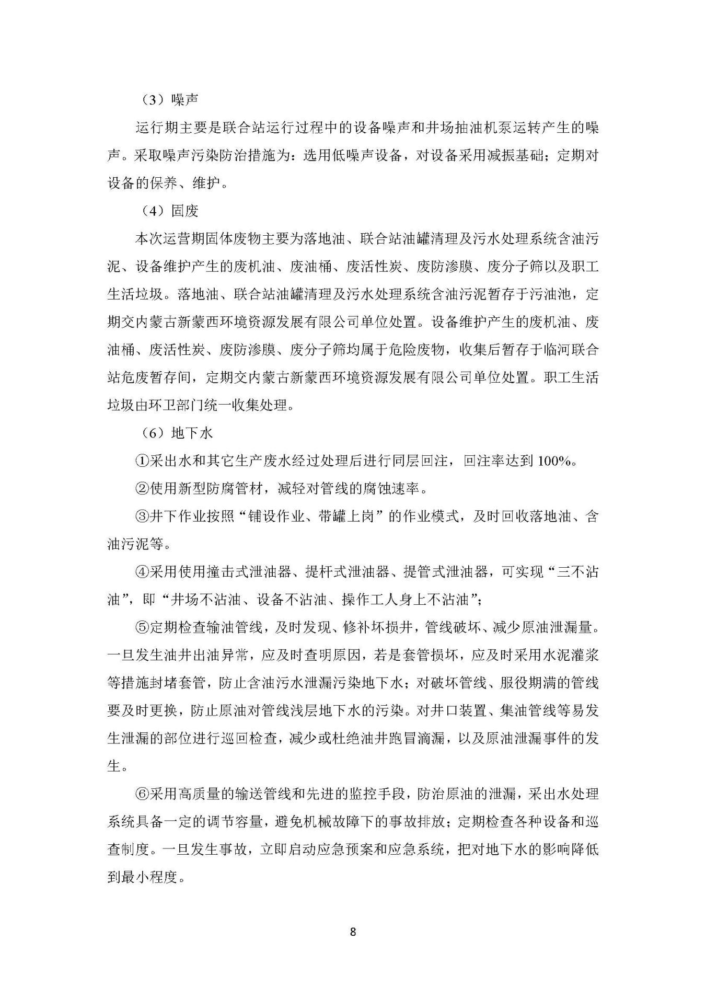 （3）噪声
运行期主要是联合站运行过程中的设备噪声和井场抽油机泵运转产生的噪
声。采取噪声污染防治措施为：选用低噪声设备，对设备采用减振基础；定期对
设备的保养、维护。
（4）固废
本次运营期固体废物主要为落地油、联合站油罐清理及污水处理系统含油污
泥、设备维护产生的废机油、废油桶、废活性炭、废防渗膜、废分子筛以及职工
生活垃圾。落地油、联合站油罐清理及污水处理系统含油污泥暂存于污油池，定
期交内蒙古新蒙西环境资源发展有限公司单位处置。设备维护产生的废机油、废
油桶、废活性炭、废防渗膜、废分子筛均属于危险废物，收集后暂存于临河联合
站危废暂存间，定期交内蒙古新蒙西环境资源发展有限公司单位处置。职工生活
垃圾由环卫部门统一收集处理。
（6）地下水
①采出水和其它生产废水经过处理后进行同层回注，回注率达到 100%。
②使用新型防腐管材，减轻对管线的腐蚀速率。
③井下作业按照“铺设作业、带罐上岗”的作业模式，及时回收落地油、含
油污泥等。
④采用使用撞击式泄油器、提杆式泄油器、提管式泄油器，可实现“三不沾
油”，即“井场不沾油、设备不沾油、操作工人身上不沾油”；
⑤定期检查输油管线，及时发现、修补坏损井，管线破坏、减少原油泄漏量。
一旦发生油井出油异常，应及时查明原因，若是套管损坏，应及时采用水泥灌浆
等措施封堵套管，防止含油污水泄漏污染地下水；对破坏管线、服役期满的管线
要及时更换，防止原油对管线浅层地下水的污染。对井口装置、集油管线等易发
生泄漏的部位进行巡回检查，减少或杜绝油井跑冒滴漏，以及原油泄漏事件的发
生。
⑥采用高质量的输送管线和先进的监控手段，防治原油的泄漏，采出水处理
系统具备一定的调节容量，避免机械故障下的事故排放；定期检查各种设备和巡
查制度。一旦发生事故，立即启动应急预案和应急系统，把对地下水的影响降低
到最小程度。
8